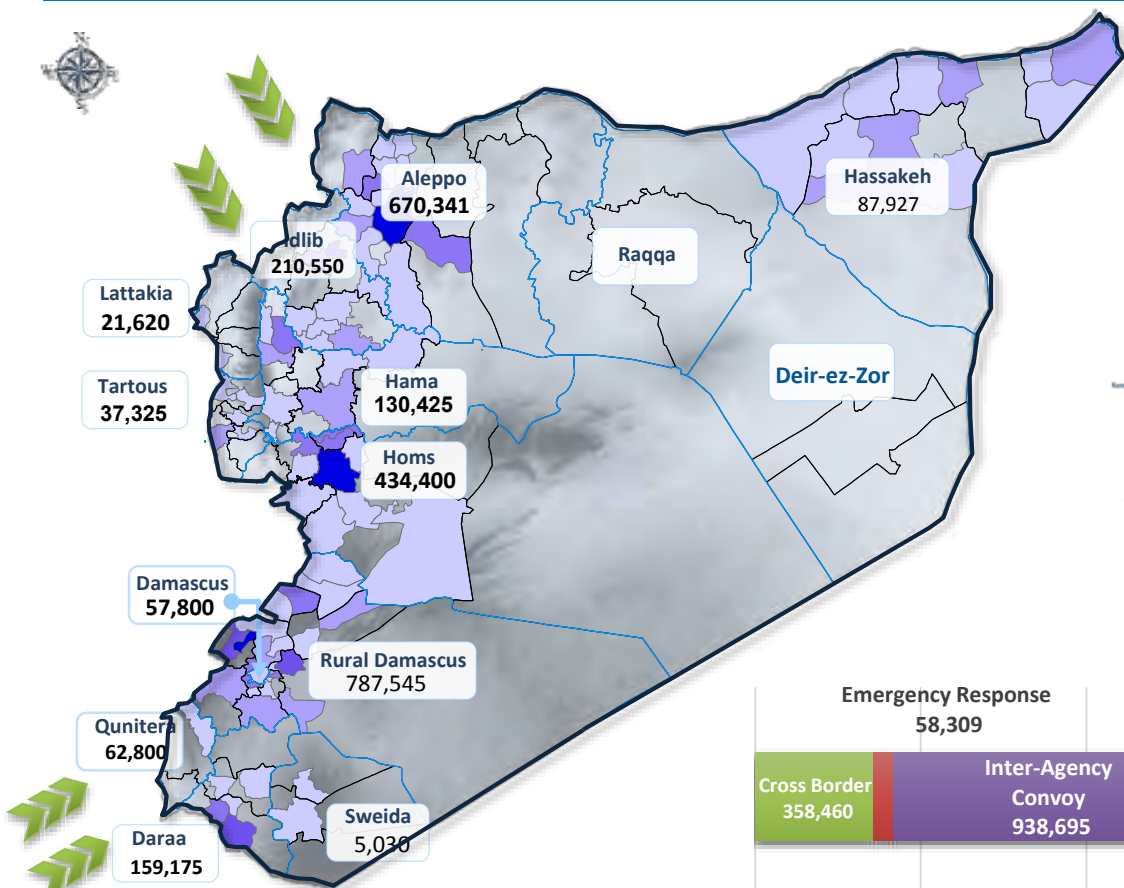 N
Aleppo
670,341
Hassakeh
87,927
Idlib
210,550
Raqqa
Lattakia
21,620
Tartous
37,325
Hama
130,425
Deir-ez-Zor
Homs
434,400
Damascus
57,800
Rural Damascus
787,545
Qunitera
62,800
Sweida
5,030
Daraa
159,175
Emergency Response
58,309
Cross Border
358,460
Inter-Agency
Convoy
938,695